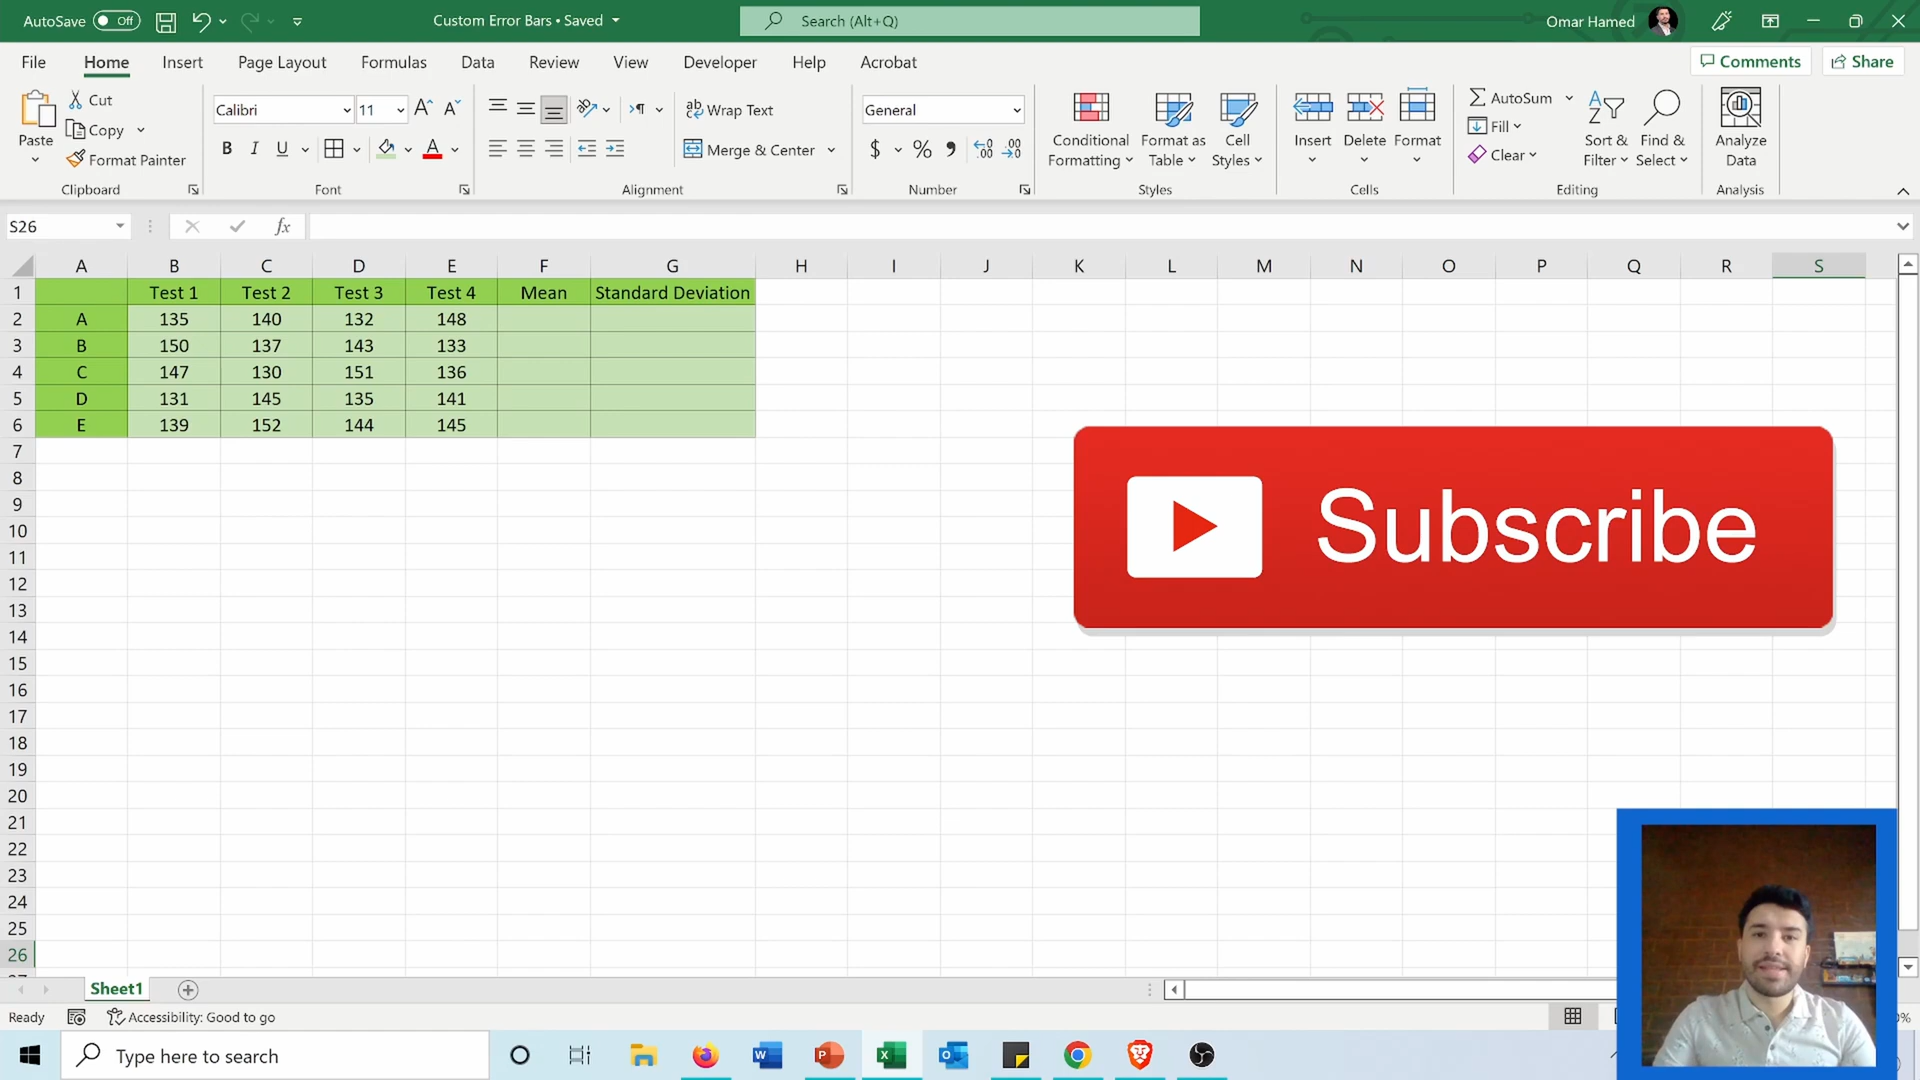 AutoSave Off Custom Error Bars • Saved Search (Alt+Q) Omar Hamed
File Home Insert Page Layout Formulas Data Review View Developer Help Acrobat Comments Share
Paste Cut Copy Format Painter Clipboard
Calibri 11 B I U A Font
Wrap Text Merge & Center Alignment
General $ % Number
Conditional Formatting Format as Table Cell Styles Styles
Insert Delete Format Cells
AutoSum Fill Clear Sort & Filter Find & Select Editing
Analyze Data Analysis
S26 fx
A B C D E F G H I J K L M N O P Q R S
1 Test 1 Test 2 Test 3 Test 4 Mean Standard Deviation
2 A 135 140 132 148
3 B 150 137 143 133
4 C 147 130 151 136
5 D 131 145 135 141
6 E 139 152 144 145
7
8
9
10
11
12
13
14
15
16
17
18
19
20
21
22
23
24
25
26
Subscribe
Sheet1
Ready Accessibility: Good to go
Type here to search